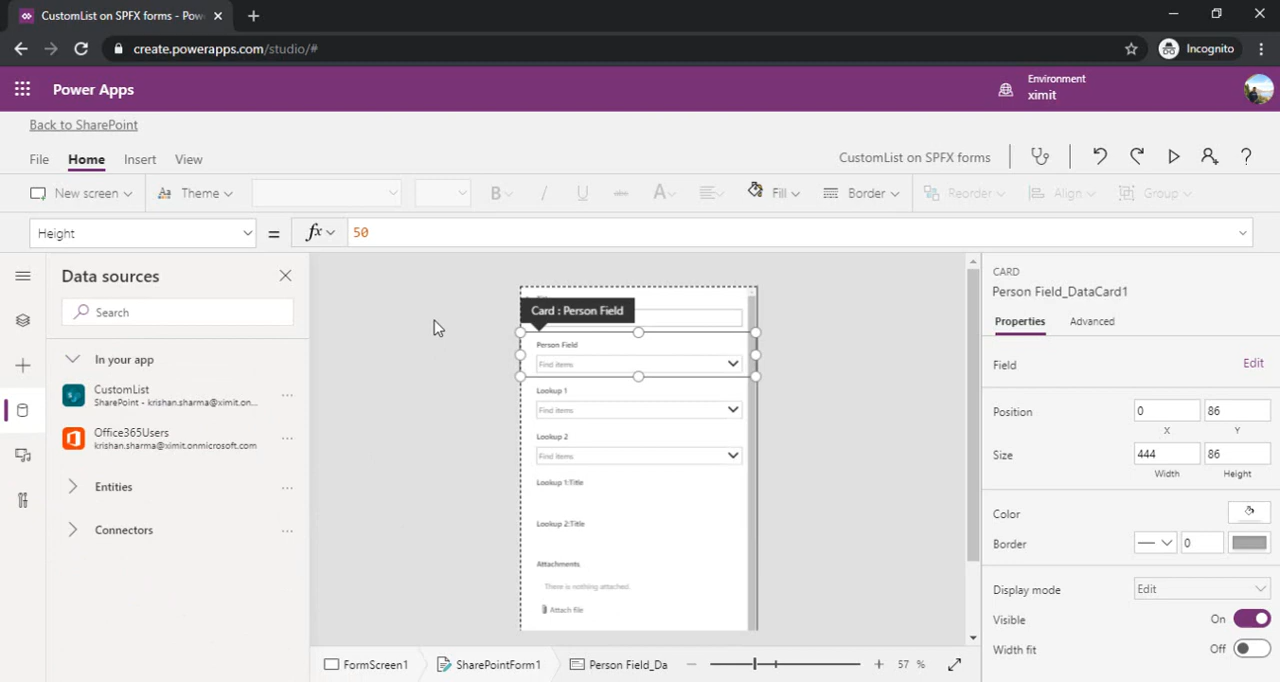 CustomList on SPFX forms - Pow
create.powerapps.com/studio/#
Incognito
Power Apps
Environment
ximit
Back to SharePoint
File Home Insert View
CustomList on SPFX forms
New screen Theme B / U abc A Fill Border Reorder Align Group
Height = fx 50
Data sources
Search
In your app
CustomList
SharePoint - krishan.sharma@ximit.on...
Office365Users
krishan.sharma@ximit.onmicrosoft.com
Entities
Connectors
Card : Person Field
Person Field
Find items
Lookup 1
Find items
Lookup 2
Find items
Lookup 1:Title
Lookup 2:Title
Attachments
There is nothing attached.
Attach file
CARD
Person Field_DataCard1
Properties Advanced
Field Edit
Position 0 86
X Y
Size 444 86
Width Height
Color
Border 0
Display mode Edit
Visible On
Width fit Off
FormScreen1 SharePointForm1 Person Field_Da 57 %